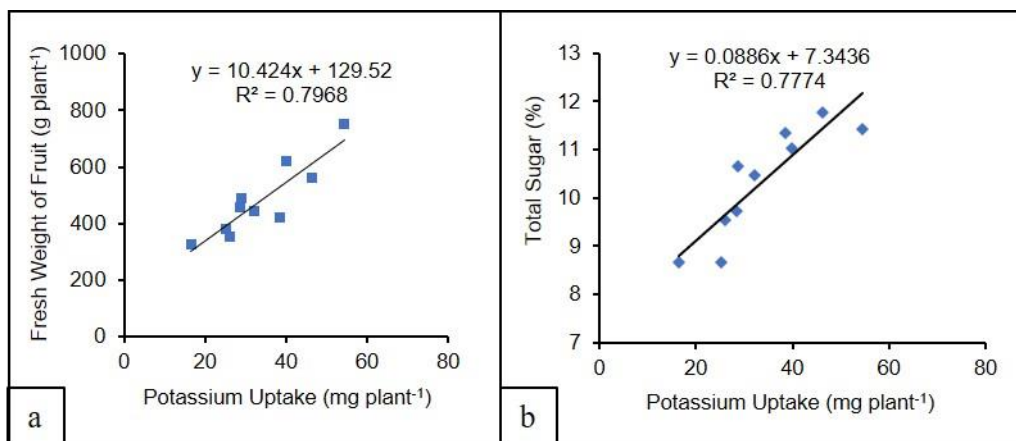 1000
800
600
400
200
0
0 20 40 60 80
y = 10.424x + 129.52
R² = 0.7968
Fresh Weight of Fruit (g plant⁻¹)
Potassium Uptake (mg plant⁻¹)
a
13
12
11
10
9
8
7
0 20 40 60 80
y = 0.0886x + 7.3436
R² = 0.7774
Total Sugar (%)
Potassium Uptake (mg plant⁻¹)
b